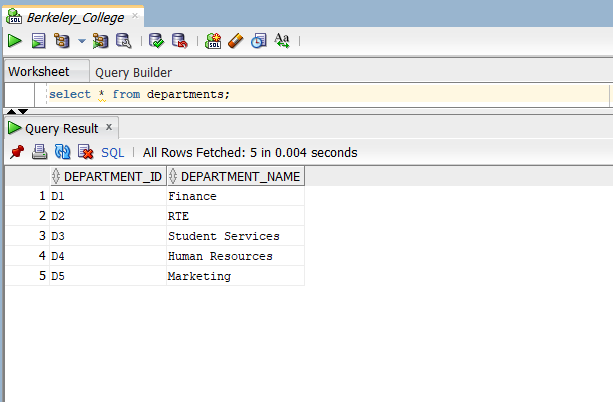 Berkeley_College
Worksheet Query Builder
select * from departments;
Query Result x
SQL | All Rows Fetched: 5 in 0.004 seconds
DEPARTMENT_ID DEPARTMENT_NAME
1 D1 Finance
2 D2 RTE
3 D3 Student Services
4 D4 Human Resources
5 D5 Marketing